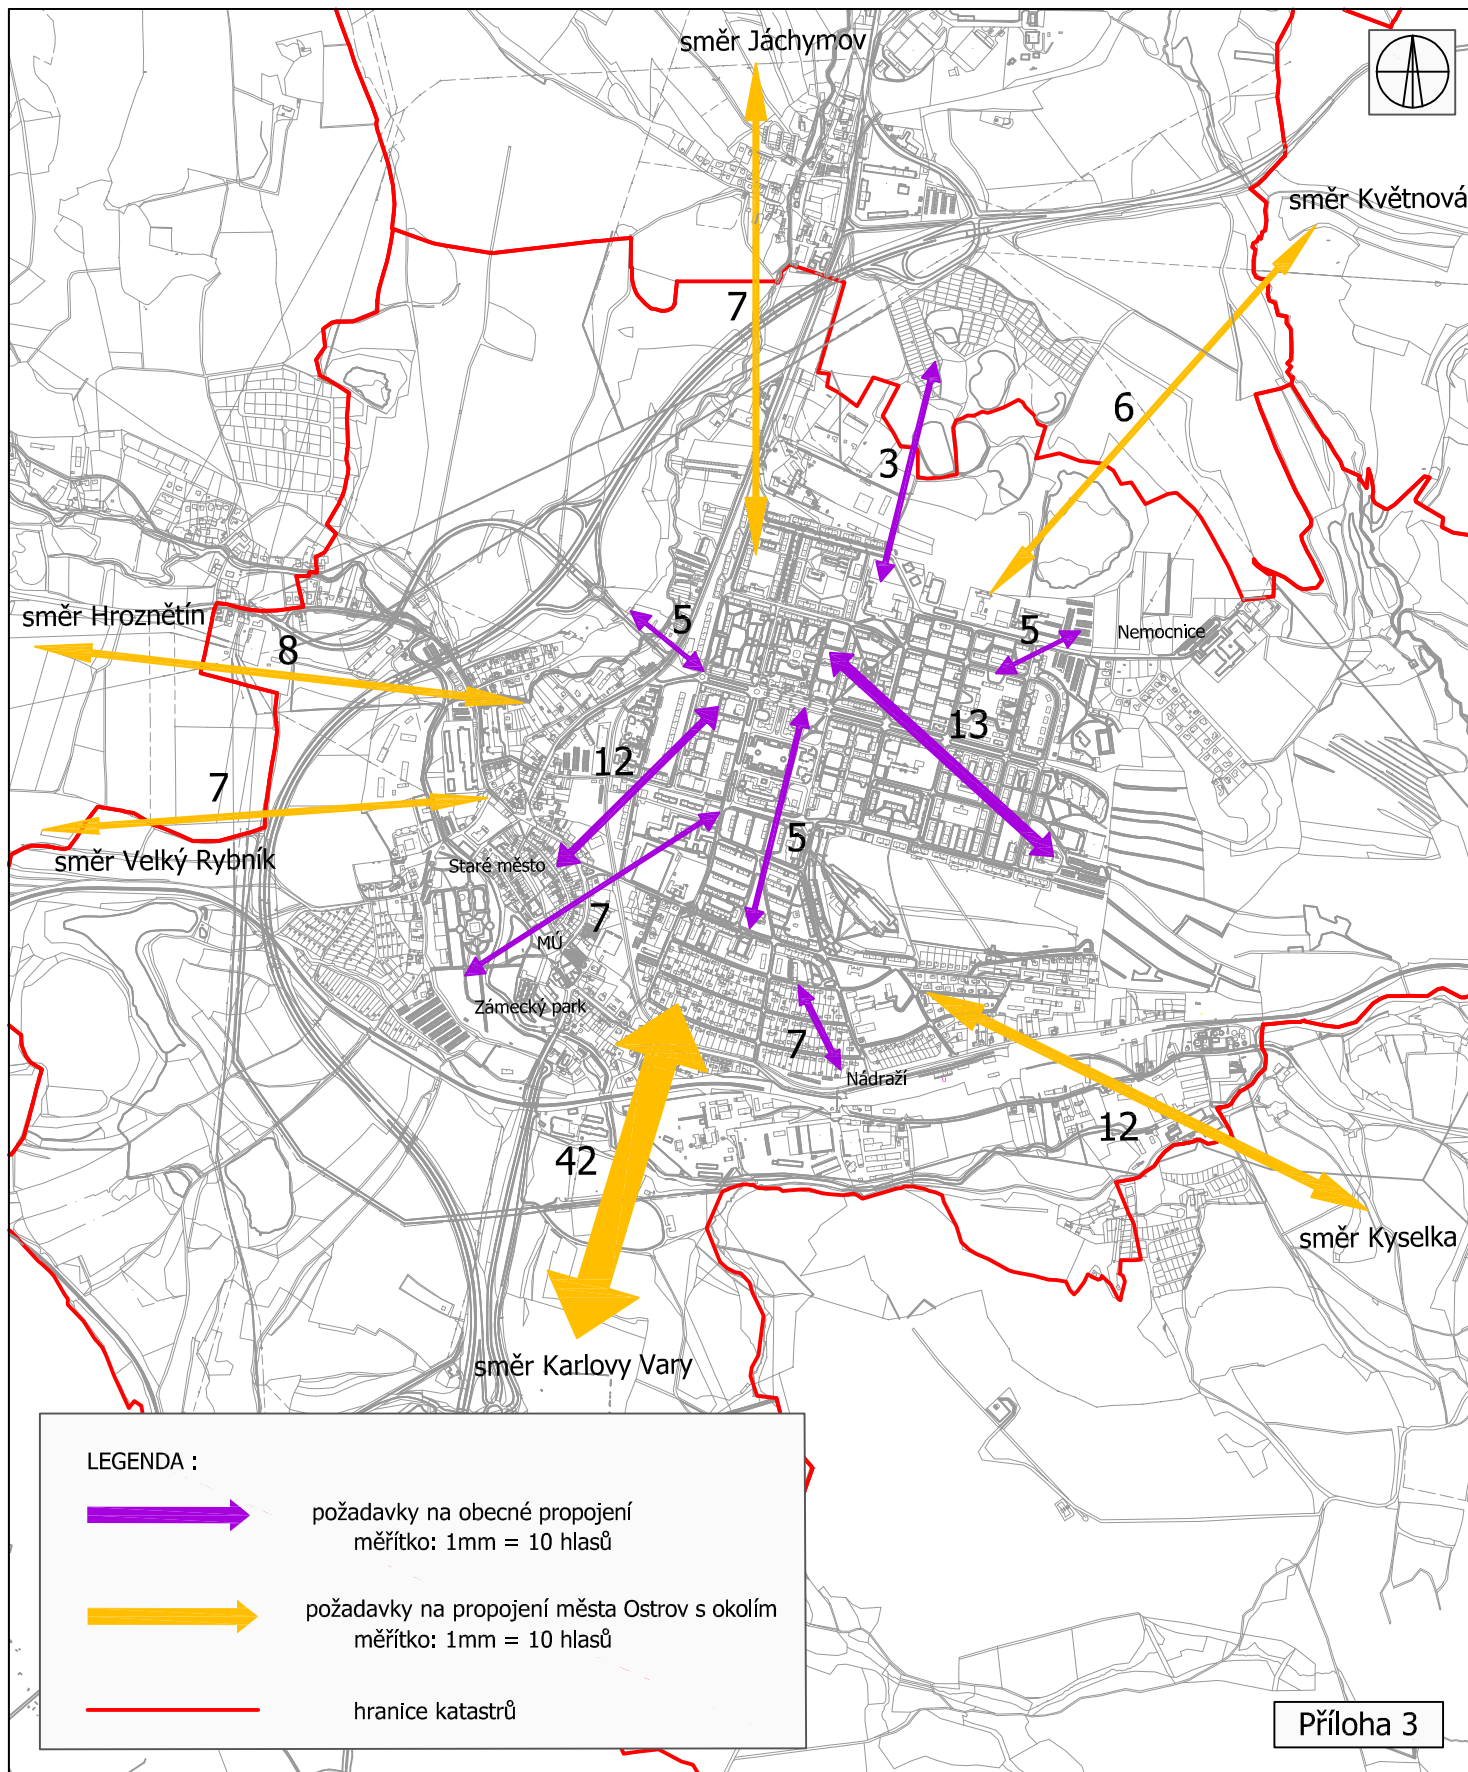 směr Jáchymov
směr Květnová
7
6
3
směr Hroznětín
8
5
5
Nemocnice
13
12
7
směr Velký Rybník
5
Staré město
7
MÚ
Zámecký park
7
Nádraží
12
42
směr Kyselka
směr Karlovy Vary
LEGENDA :
požadavky na obecné propojení
měřítko: 1mm = 10 hlasů
požadavky na propojení města Ostrov s okolím
měřítko: 1mm = 10 hlasů
hranice katastrů
Příloha 3